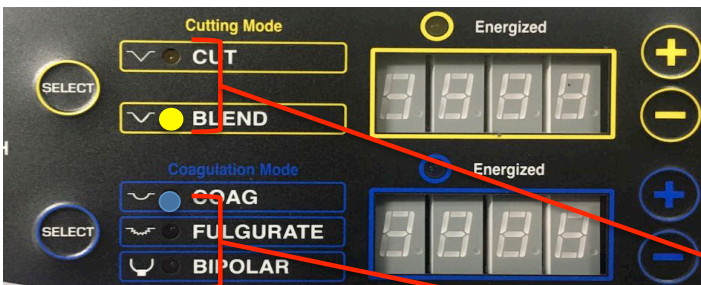 Cutting Mode
Energized
CUT
SELECT
BLEND
H
Coagulation Mode
Energized
COAG
SELECT
FULGURATE
BIPOLAR